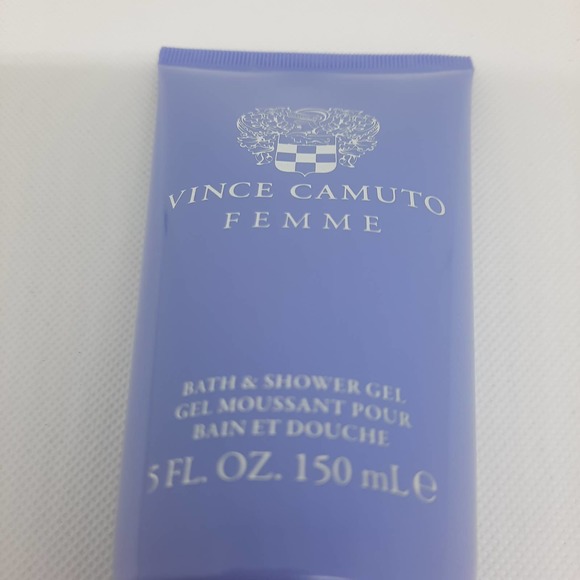 VINCE CAMUTO
FEMME
BATH & SHOWER GEL
GEL MOUSSANT POUR
BAIN ET DOUCHE
5 FL. OZ. 150 mL e